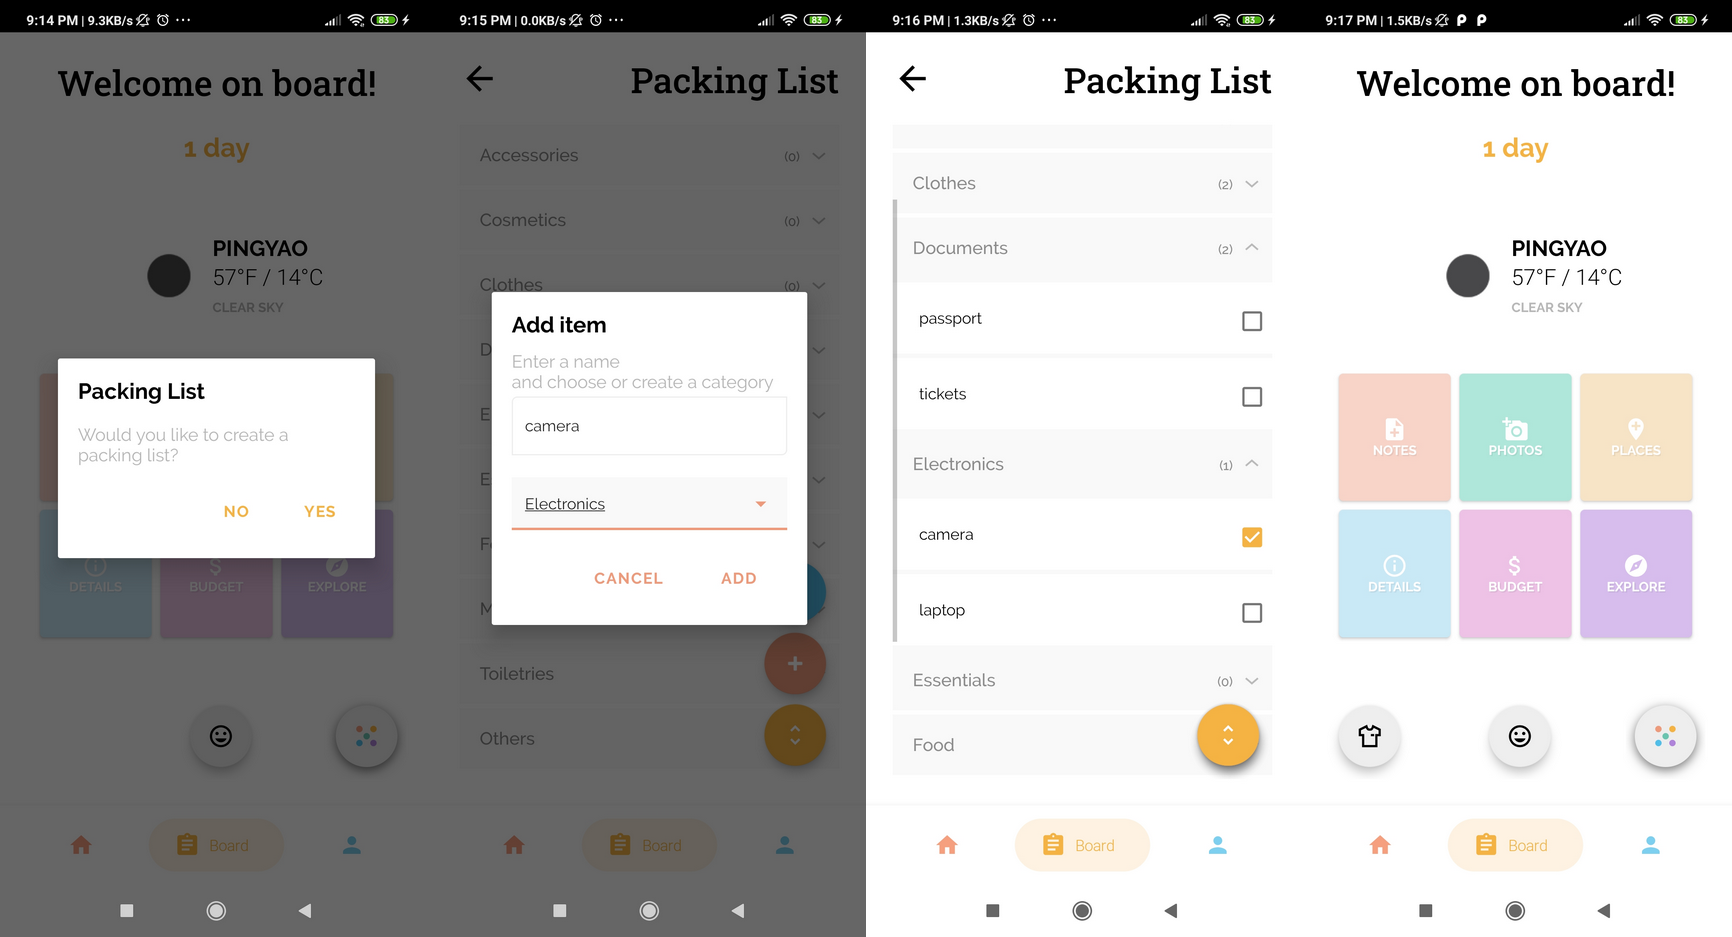 9:14 PM | 9.3KB/s
83
Welcome on board!
1 day
PINGYAO
57°F / 14°C
CLEAR SKY
Packing List
Would you like to create a
packing list?
NO YES
DETAILS BUDGET EXPLORE
Board
9:15 PM | 0.0KB/s
83
Packing List
Accessories (0)
Cosmetics (0)
Clothes (0)
D
Add item
Enter a name
and choose or create a category
E
camera
E
Electronics
F
CANCEL ADD
M
Toiletries
Others
Board
9:16 PM | 1.3KB/s
83
Packing List
Clothes (2)
Documents (2)
passport
tickets
Electronics (1)
camera
laptop
Essentials (0)
Food
Board
9:17 PM | 1.5KB/s
83
Welcome on board!
1 day
PINGYAO
57°F / 14°C
CLEAR SKY
NOTES PHOTOS PLACES
DETAILS BUDGET EXPLORE
Board